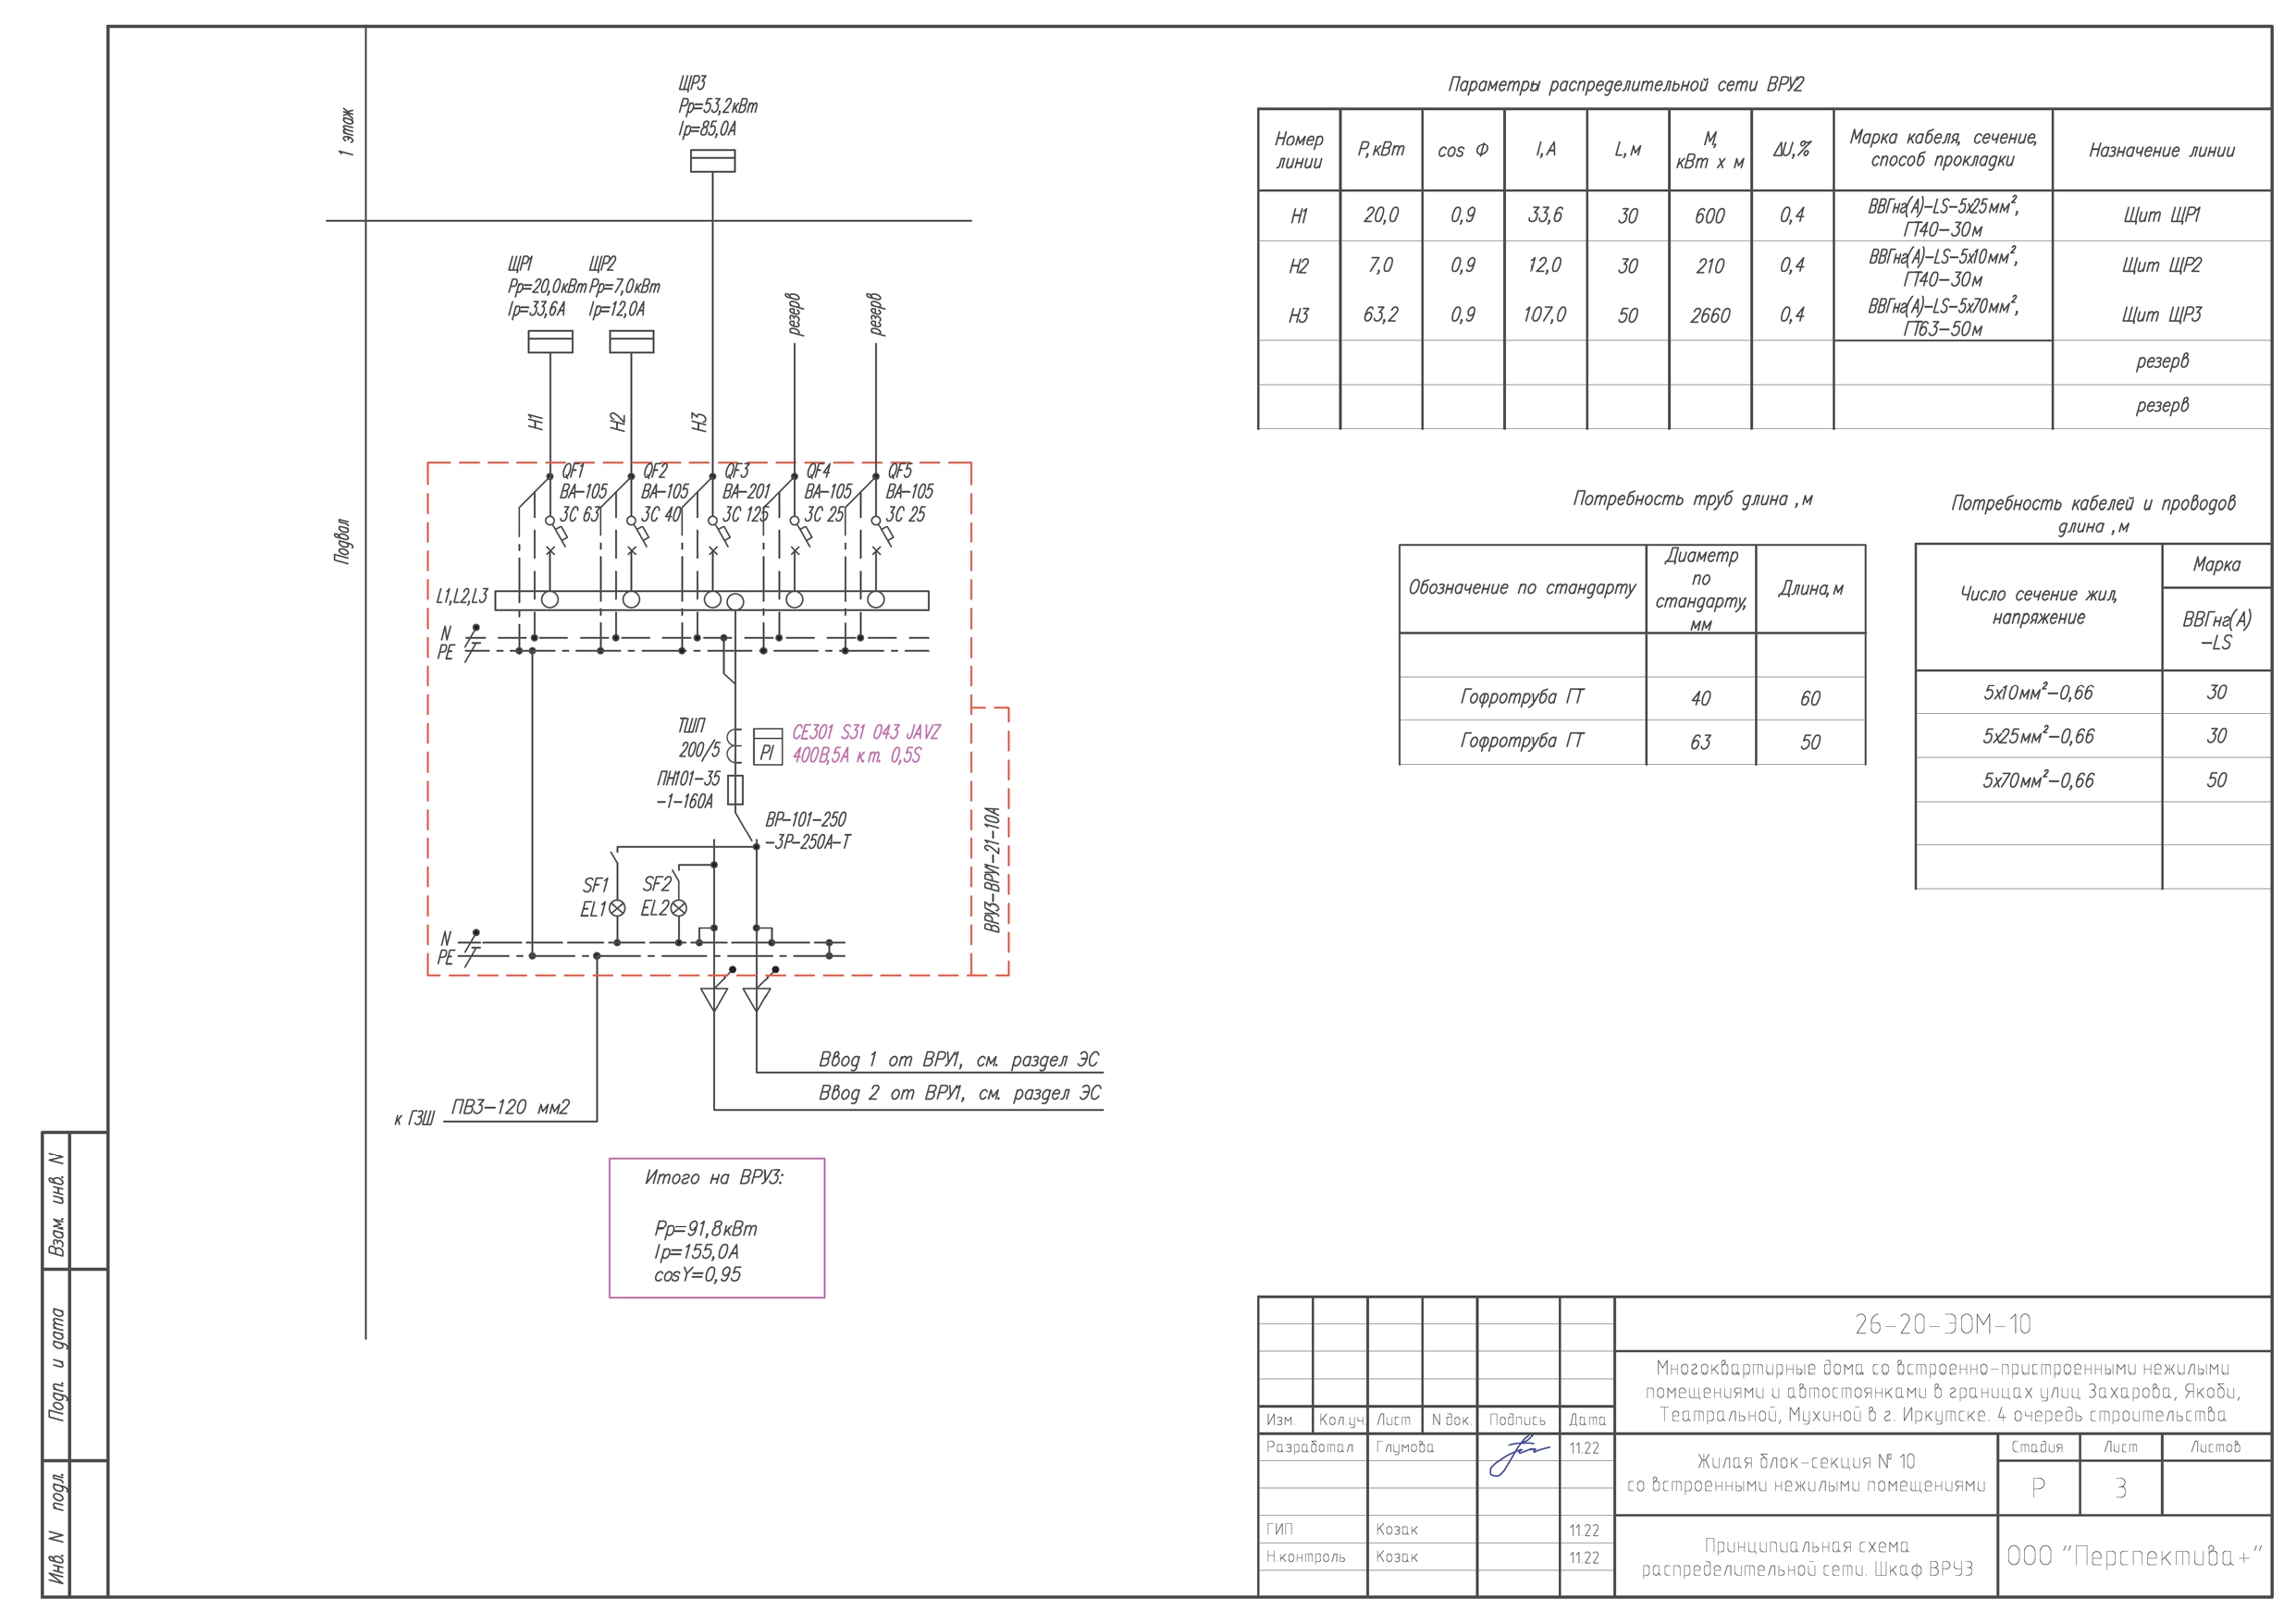 ЩР3
Рр=53,2кВт
Iр=85,0А
1 этаж
ЩР1
Рр=20,0кВт
Iр=33,6А
ЩР2
Рр=7,0кВт
Iр=12,0А
резерв
резерв
Подвал
Н1
Н2
Н3
QF1
ВА-105
3С 63
QF2
ВА-105
3С 40
QF3
ВА-201
3С 125
QF4
ВА-105
3С 25
QF5
ВА-105
3С 25
L1,L2,L3
N
PE
ТШП
200/5
PI
CE301 S31 043 JAVZ
400В,5А к.т. 0,5S
ПН101-35
-1-160А
ВР-101-250
-3Р-250А-Т
SF1
EL1
SF2
EL2
ВРУ3-ВРУ1-21-10А
N
PE
Ввод 1 от ВРУ1, см. раздел ЭС
Ввод 2 от ВРУ1, см. раздел ЭС
к ГЗШ
ПВ3-120 мм2
Итого на ВРУ3:
Рр=91,8кВт
Iр=155,0А
cosY=0,95
Параметры распределительной сети ВРУ2
Номер линии
Р,кВт
cos Ф
I,А
L,м
М, кВт х м
ΔU,%
Марка кабеля, сечение, способ прокладки
Назначение линии
Н1 20,0 0,9 33,6 30 600 0,4 ВВГнг(А)-LS-5х25мм², ГТ40-30м Щит ЩР1
Н2 7,0 0,9 12,0 30 210 0,4 ВВГнг(А)-LS-5х10мм², ГТ40-30м Щит ЩР2
Н3 63,2 0,9 107,0 50 2660 0,4 ВВГнг(А)-LS-5х70мм², ГТ63-50м Щит ЩР3
резерв
резерв
Потребность труб длина ,м
Обозначение по стандарту
Диаметр по стандарту, мм
Длина,м
Гофротруба ГТ 40 60
Гофротруба ГТ 63 50
Потребность кабелей и проводов
длина ,м
Число сечение жил,
напряжение
Марка
ВВГнг(А)
-LS
5х10мм²-0,66 30
5х25мм²-0,66 30
5х70мм²-0,66 50
Взам. инв. N
Подп. и дата
Инв. N подл.
26-20-ЭОМ-10
Многоквартирные дома со встроенно-пристроенными нежилыми
помещениями и автостоянками в границах улиц Захарова, Якоби,
Театральной, Мухиной в г. Иркутске. 4 очередь строительства
Изм. Кол.уч. Лист N док. Подпись Дата
Разработал Глумова 11.22
ГИП Козак 11.22
Н.контроль Козак 11.22
Жилая блок-секция № 10
со встроенными нежилыми помещениями
Стадия Лист Листов
Р 3
Принципиальная схема
распределительной сети. Шкаф ВРУ3
ООО "Перспектива+"